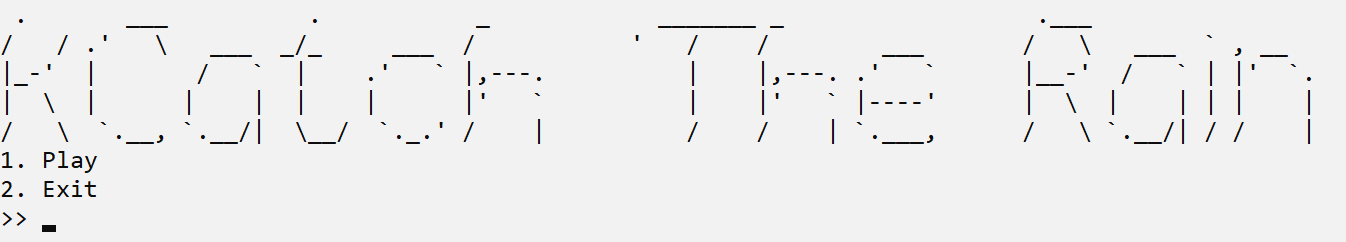 KCatch The Rain
1. Play
2. Exit
>>